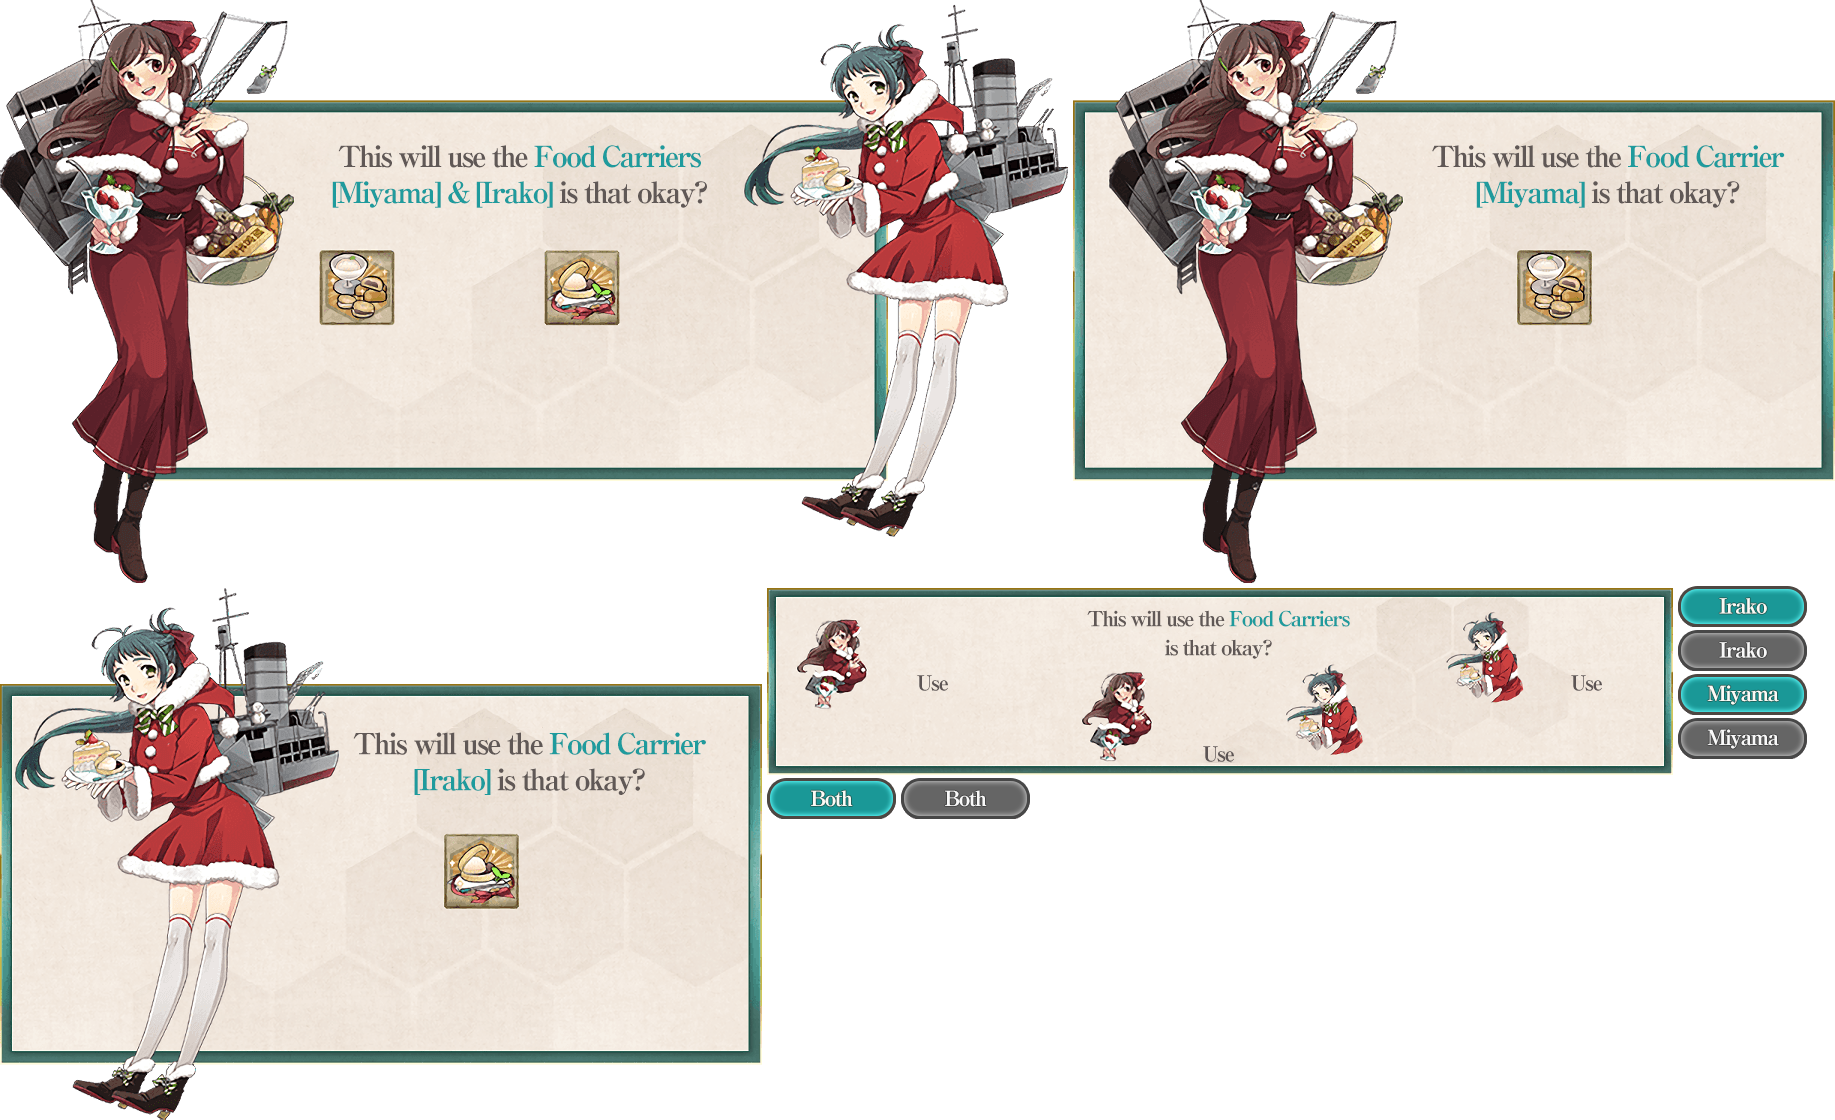 This will use the Food Carriers
[Miyama] & [Irako] is that okay?
This will use the Food Carrier
[Miyama] is that okay?
This will use the Food Carrier
[Irako] is that okay?
This will use the Food Carriers
is that okay?
Use
Use
Use
Irako
Irako
Miyama
Miyama
Both
Both